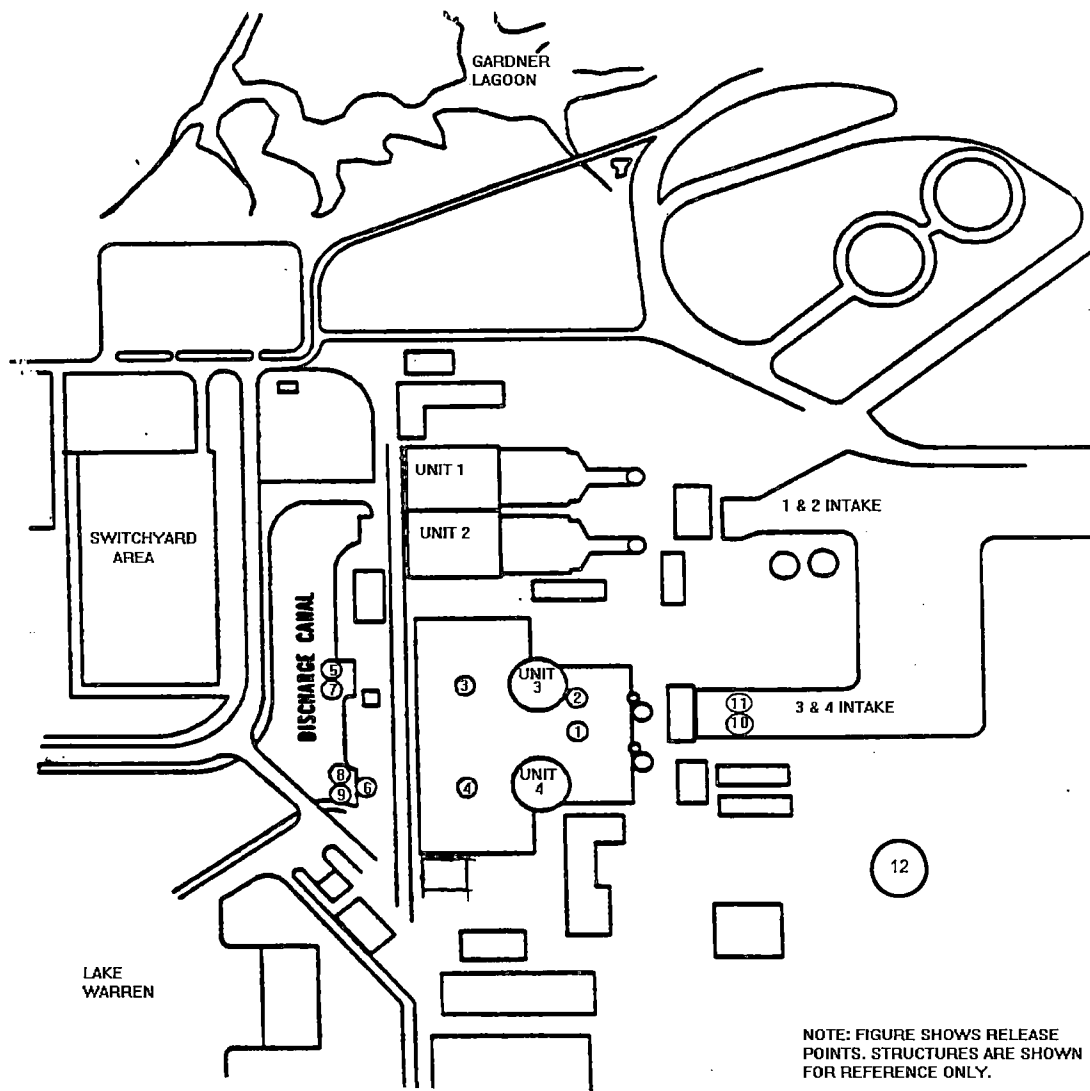 GARDNER
LAGOON
UNIT 1
1 & 2 INTAKE
UNIT 2
SWITCHYARD
AREA
DISCHARGE CANAL
5
7
3
UNIT
3
2
1
11
10
3 & 4 INTAKE
8
9
6
4
UNIT
4
12
LAKE
WARREN
NOTE: FIGURE SHOWS RELEASE
POINTS. STRUCTURES ARE SHOWN
FOR REFERENCE ONLY.